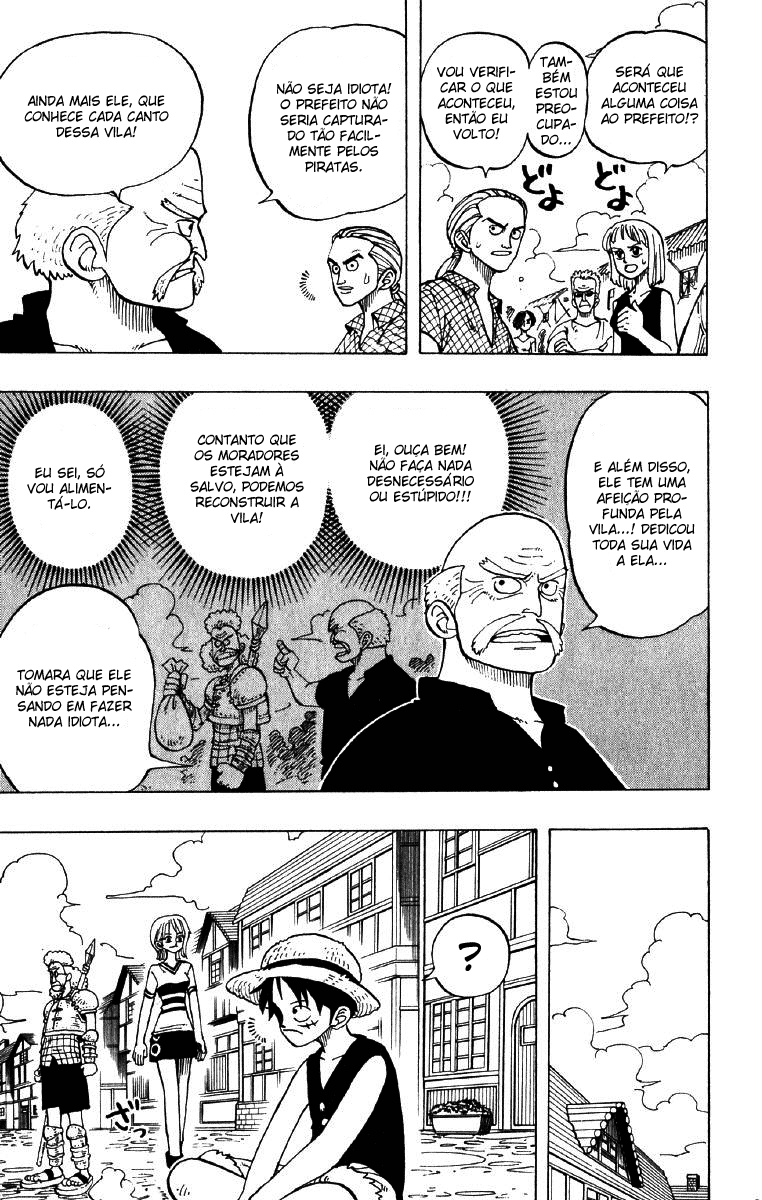 SERÁ QUE
ACONTECEU
ALGUMA COISA
AO PREFEITO!?
TAM-
BÉM
ESTOU
PREO-
CUPA-
DO...
VOU VERIFI-
CAR O QUE
ACONTECEU,
ENTÃO EU
VOLTO!
どよ
どよ
NÃO SEJA IDIOTA!
O PREFEITO NÃO
SERIA CAPTURA-
DO TÃO FACIL-
MENTE PELOS
PIRATAS.
AINDA MAIS ELE, QUE
CONHECE CADA CANTO
DESSA VILA!
E ALÉM DISSO,
ELE TEM UMA
AFEIÇÃO PRO-
FUNDA PELA
VILA...! DEDICOU
TODA SUA VIDA
A ELA...
EI, OUÇA BEM!
NÃO FAÇA NADA
DESNECESSÁRIO
OU ESTÚPIDO!!!
CONTANTO QUE
OS MORADORES
ESTEJAM À
SALVO, PODEMOS
RECONSTRUIR A
VILA!
EU SEI, SÓ
VOU ALIMEN-
TÁ-LO.
TOMARA QUE ELE
NÃO ESTEJA PEN-
SANDO EM FAZER
NADA IDIOTA...
?
ざっ